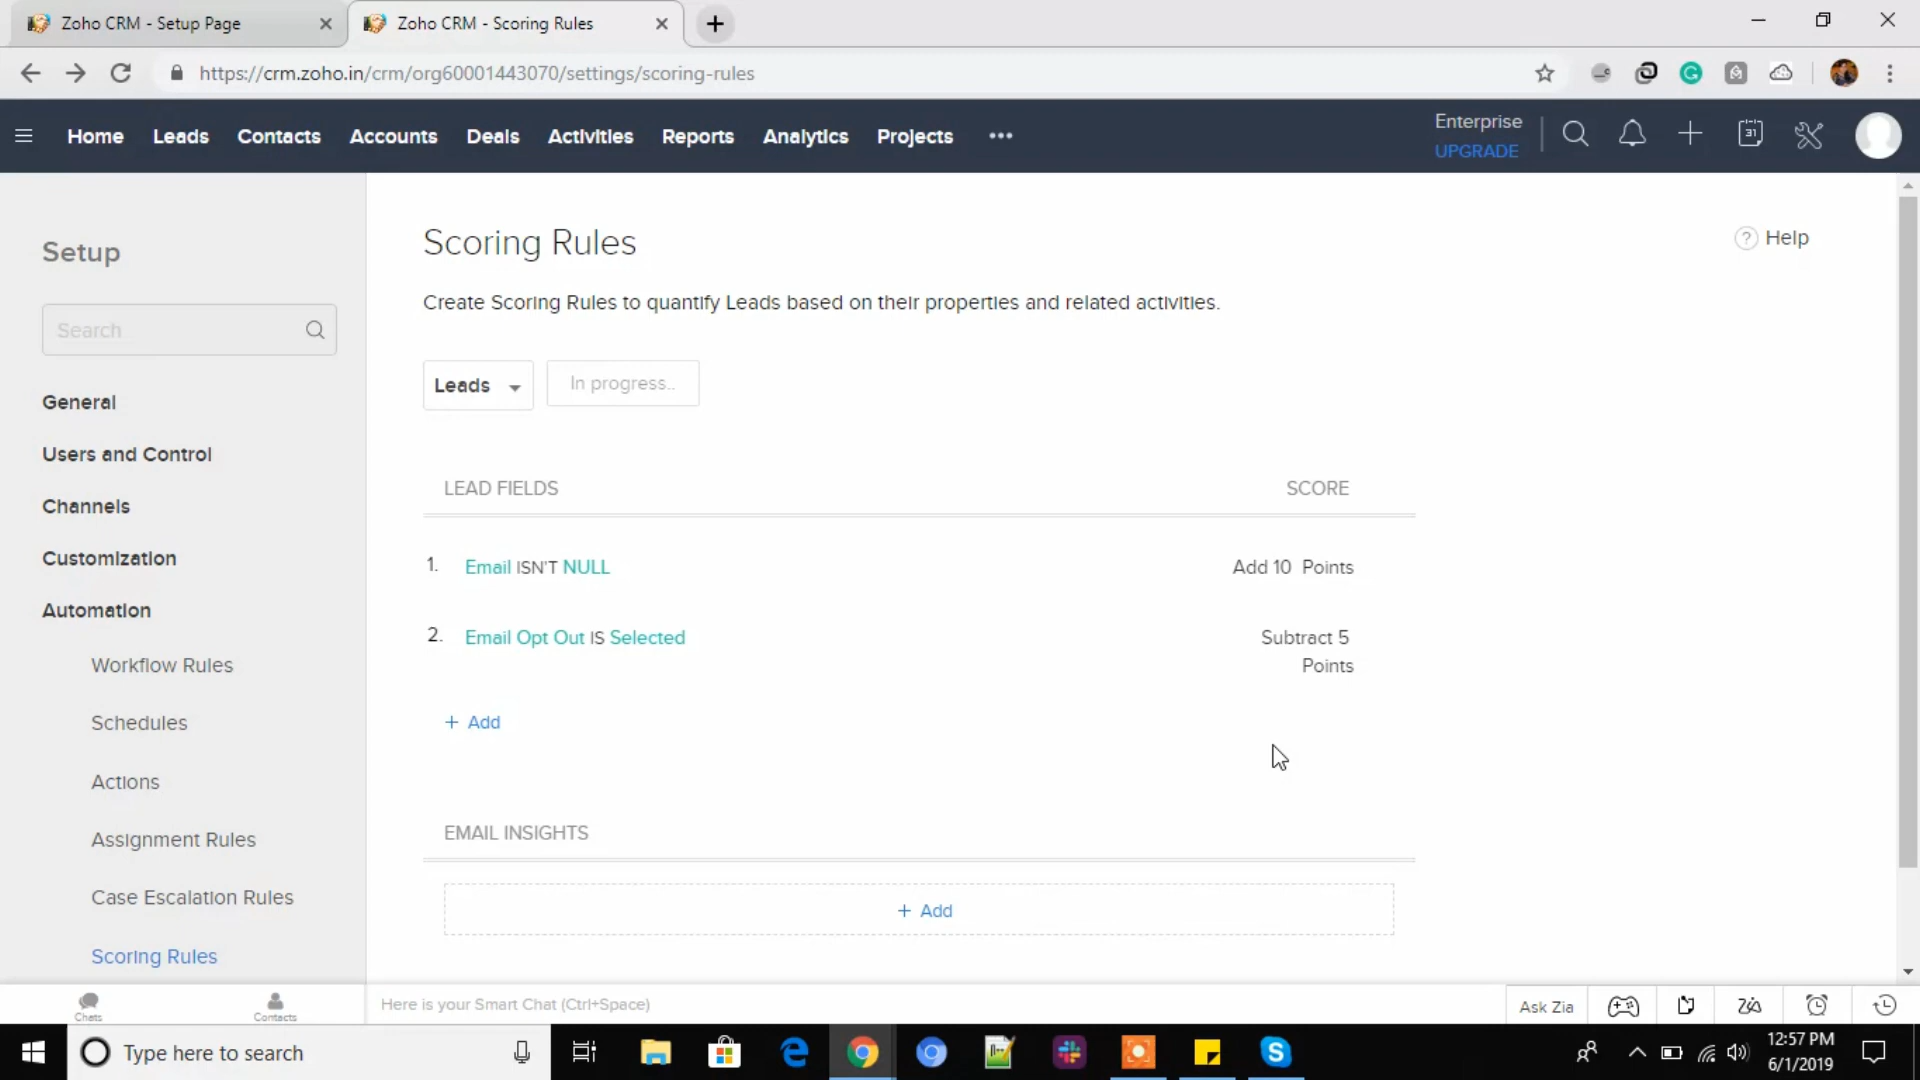 Zoho CRM - Setup Page
Zoho CRM - Scoring Rules
https://crm.zoho.in/crm/org60001443070/settings/scoring-rules
Home Leads Contacts Accounts Deals Activities Reports Analytics Projects •••
Enterprise
UPGRADE
31
Setup
Search
General
Users and Control
Channels
Customization
Automation
Workflow Rules
Schedules
Actions
Assignment Rules
Case Escalation Rules
Scoring Rules
Scoring Rules
? Help
Create Scoring Rules to quantify Leads based on their properties and related activities.
Leads
In progress..
LEAD FIELDS SCORE
1. Email ISN'T NULL Add 10 Points
2. Email Opt Out IS Selected Subtract 5
Points
+ Add
EMAIL INSIGHTS
+ Add
Chats
Contacts
Here is your Smart Chat (Ctrl+Space)
Ask Zia
Type here to search
12:57 PM
6/1/2019